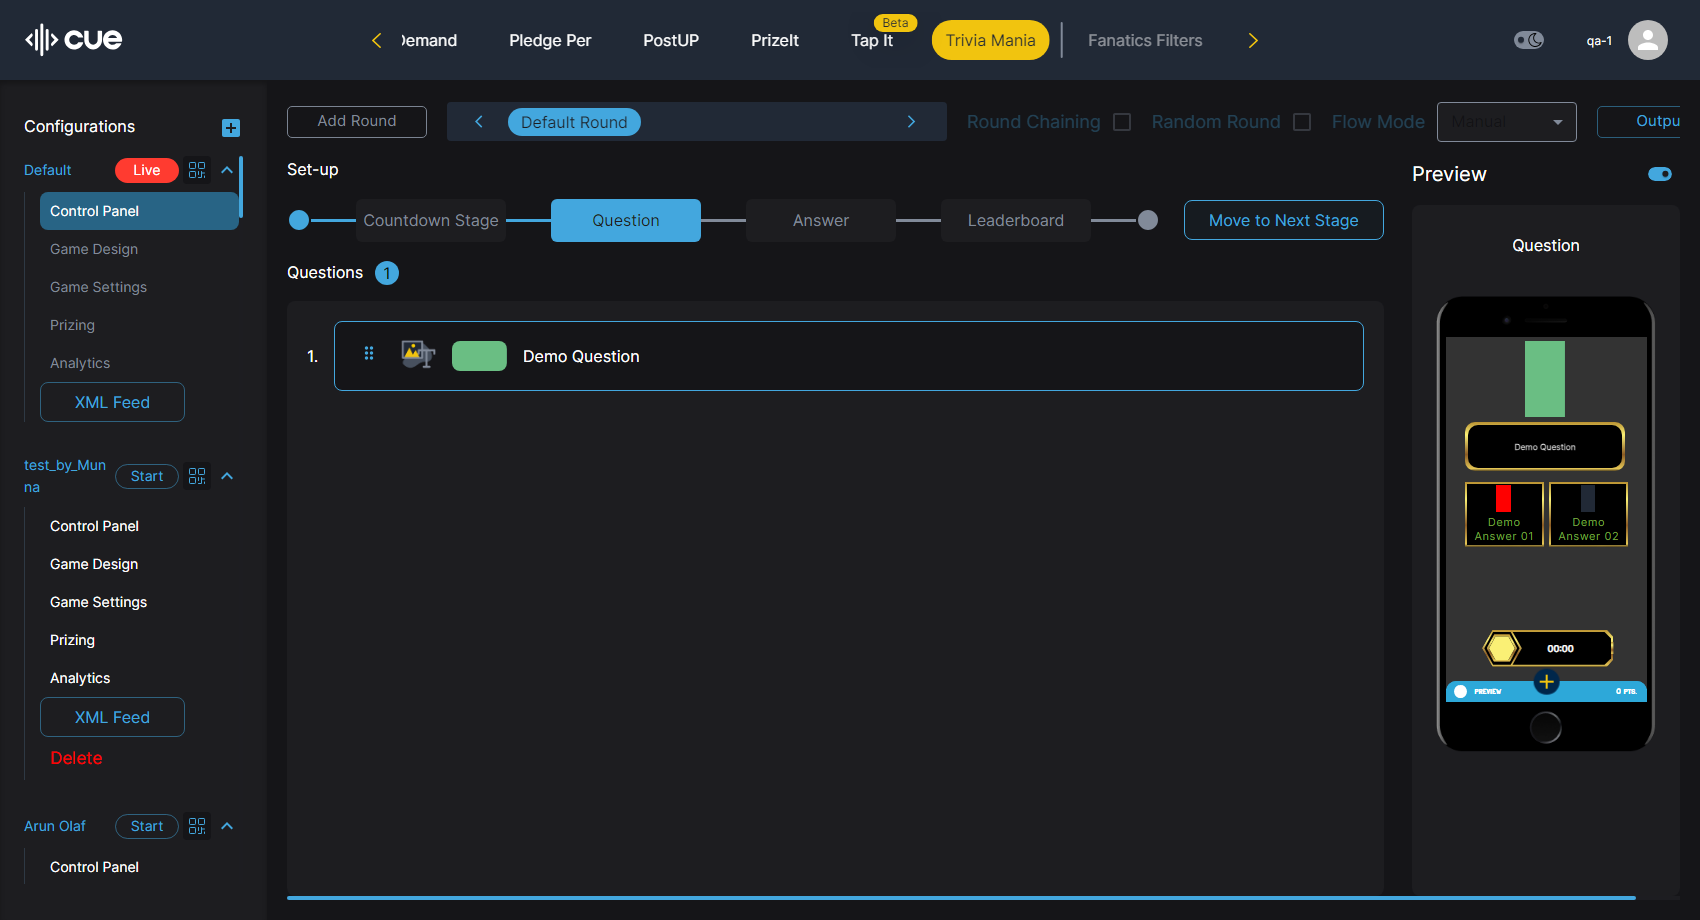 cue
Demand
Pledge Per
PostUP
PrizeIt
Tap It
Beta
Trivia Mania
Fanatics Filters
qa-1
Configurations
Default
Live
Control Panel
Game Design
Game Settings
Prizing
Analytics
XML Feed
test_by_Mun
na
Start
Control Panel
Game Design
Game Settings
Prizing
Analytics
XML Feed
Delete
Arun Olaf
Start
Control Panel
Add Round
Default Round
Round Chaining
Random Round
Flow Mode
Manual
Outpu
Set-up
Countdown Stage
Question
Answer
Leaderboard
Move to Next Stage
Questions 1
1.
Demo Question
Preview
Question
Demo Question
Demo
Answer 01
Demo
Answer 02
00:00
PREVIEW
0 PTS.